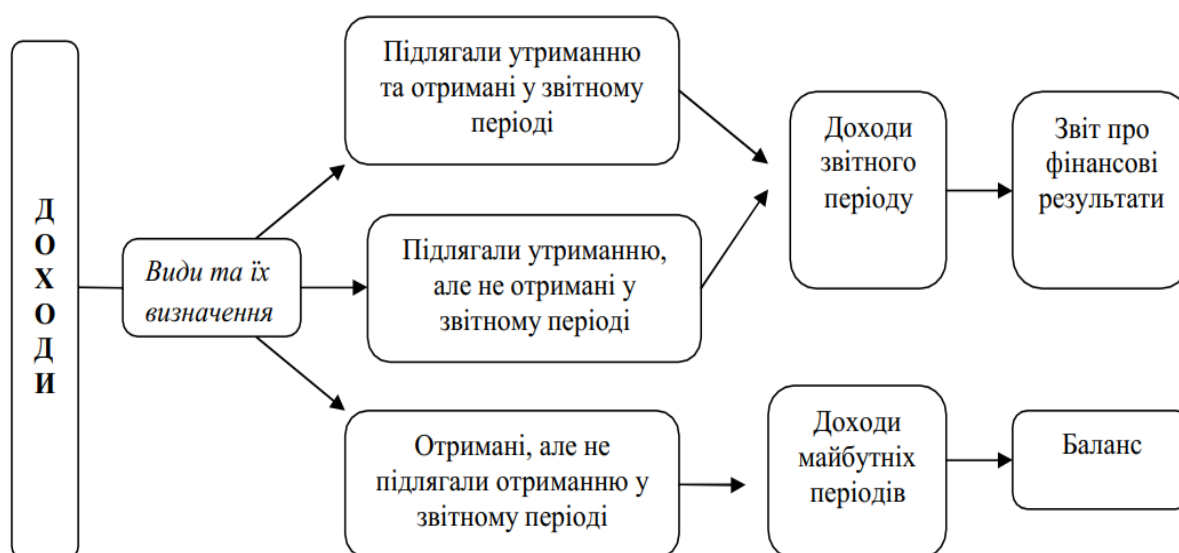 ДОХОДИ
Види та їх
визначення
Підлягали утриманню
та отримані у звітному
періоді
Підлягали утриманню,
але не отримані у
звітному періоді
Отримані, але не
підлягали отриманню у
звітному періоді
Доходи
звітного
періоду
Звіт про
фінансові
результати
Доходи
майбутніх
періодів
Баланс